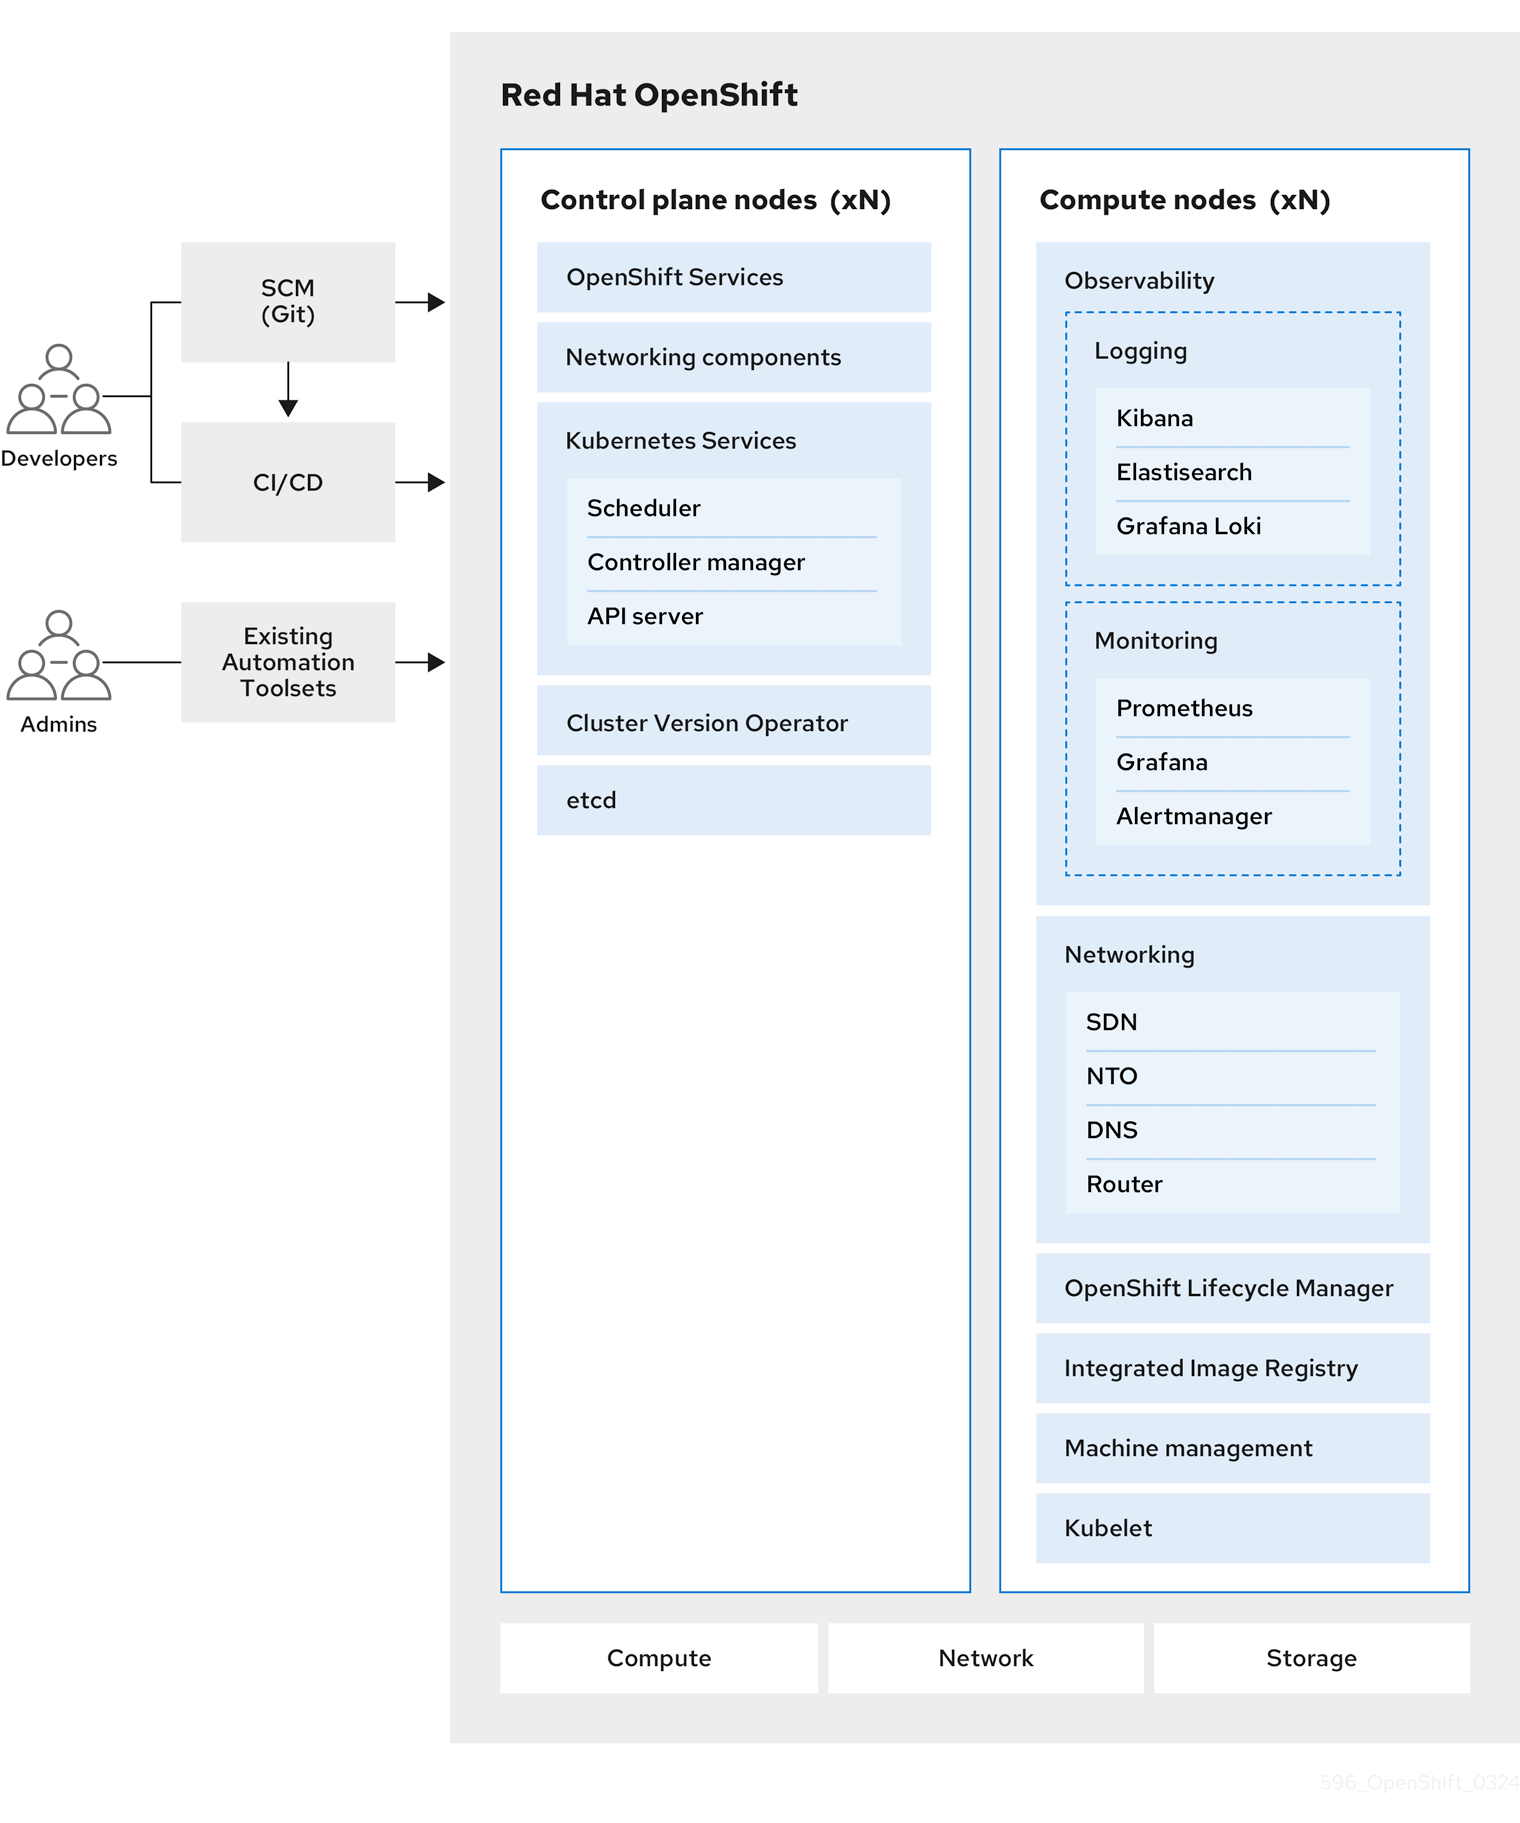 Red Hat OpenShift
Control plane nodes (xN)
OpenShift Services
Networking components
Kubernetes Services
Scheduler
Controller manager
API server
Cluster Version Operator
etcd
Compute nodes (xN)
Observability
Logging
Kibana
Elastisearch
Grafana Loki
Monitoring
Prometheus
Grafana
Alertmanager
Networking
SDN
NTO
DNS
Router
OpenShift Lifecycle Manager
Integrated Image Registry
Machine management
Kubelet
SCM
(Git)
Developers
CI/CD
Existing
Automation
Toolsets
Admins
Compute
Network
Storage
596_OpenShift_0324